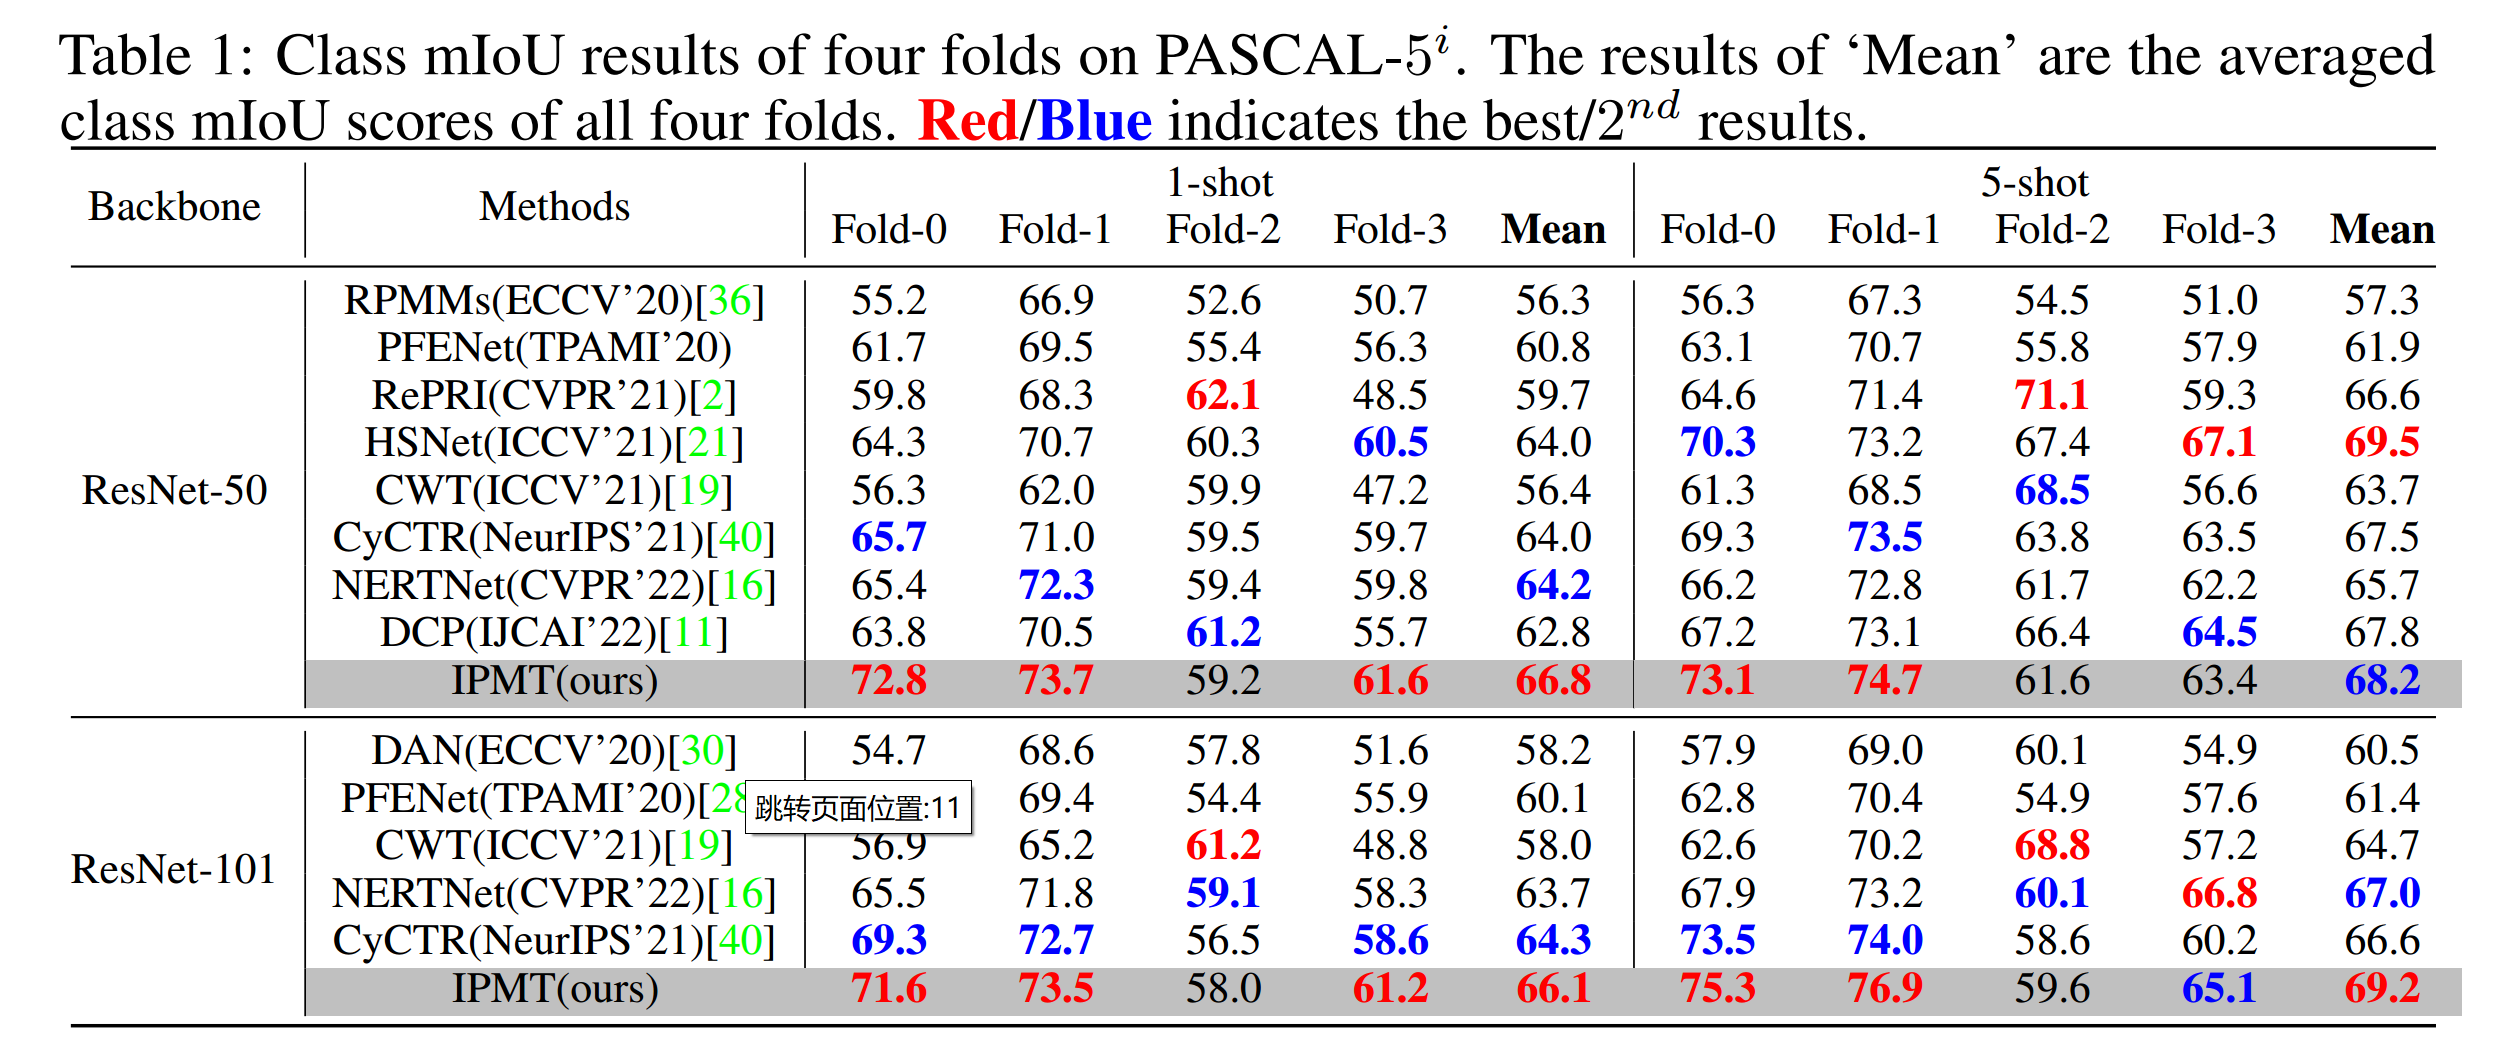 Table 1: Class mIoU results of four folds on PASCAL-5^i. The results of ‘Mean’ are the averaged
class mIoU scores of all four folds. Red/Blue indicates the best/2^nd results.
Backbone Methods 1-shot 5-shot
Fold-0 Fold-1 Fold-2 Fold-3 Mean Fold-0 Fold-1 Fold-2 Fold-3 Mean
RPMMs(ECCV’20)[36] 55.2 66.9 52.6 50.7 56.3 56.3 67.3 54.5 51.0 57.3
PFENet(TPAMI’20) 61.7 69.5 55.4 56.3 60.8 63.1 70.7 55.8 57.9 61.9
RePRI(CVPR’21)[2] 59.8 68.3 62.1 48.5 59.7 64.6 71.4 71.1 59.3 66.6
HSNet(ICCV’21)[21] 64.3 70.7 60.3 60.5 64.0 70.3 73.2 67.4 67.1 69.5
ResNet-50 CWT(ICCV’21)[19] 56.3 62.0 59.9 47.2 56.4 61.3 68.5 68.5 56.6 63.7
CyCTR(NeurIPS’21)[40] 65.7 71.0 59.5 59.7 64.0 69.3 73.5 63.8 63.5 67.5
NERTNet(CVPR’22)[16] 65.4 72.3 59.4 59.8 64.2 66.2 72.8 61.7 62.2 65.7
DCP(IJCAI’22)[11] 63.8 70.5 61.2 55.7 62.8 67.2 73.1 66.4 64.5 67.8
IPMT(ours) 72.8 73.7 59.2 61.6 66.8 73.1 74.7 61.6 63.4 68.2
DAN(ECCV’20)[30] 54.7 68.6 57.8 51.6 58.2 57.9 69.0 60.1 54.9 60.5
PFENet(TPAMI’20)[28 69.4 54.4 55.9 60.1 62.8 70.4 54.9 57.6 61.4
跳转页面位置:11
CWT(ICCV’21)[19] 56.9 65.2 61.2 48.8 58.0 62.6 70.2 68.8 57.2 64.7
ResNet-101
NERTNet(CVPR’22)[16] 65.5 71.8 59.1 58.3 63.7 67.9 73.2 60.1 66.8 67.0
CyCTR(NeurIPS’21)[40] 69.3 72.7 56.5 58.6 64.3 73.5 74.0 58.6 60.2 66.6
IPMT(ours) 71.6 73.5 58.0 61.2 66.1 75.3 76.9 59.6 65.1 69.2